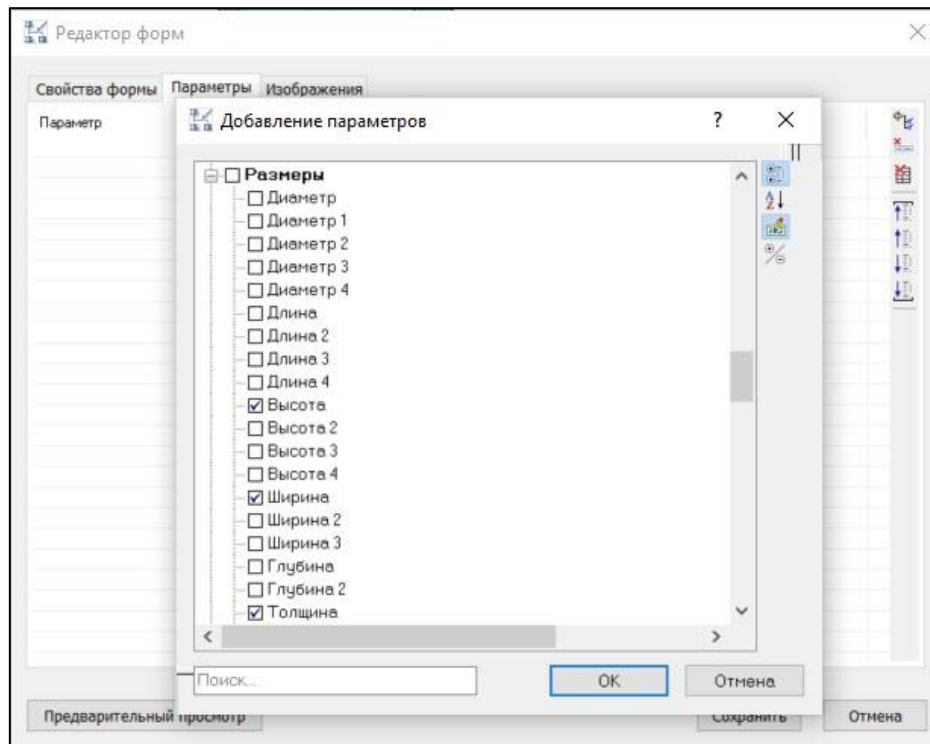 Редактор форм
Свойства формы Параметры Изображения
Параметр
Добавление параметров
Размеры
Диаметр
Диаметр 1
Диаметр 2
Диаметр 3
Диаметр 4
Длина
Длина 2
Длина 3
Длина 4
Высота
Высота 2
Высота 3
Высота 4
Ширина
Ширина 2
Ширина 3
Глубина
Глубина 2
Толщина
Поиск...
OK
Отмена
Предварительный просмотр
Сохранить
Отмена